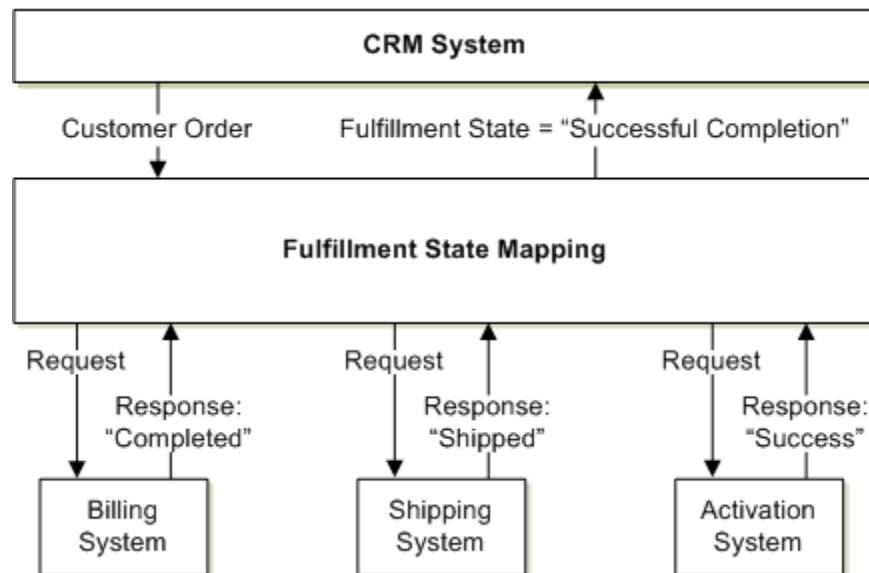 CRM System
Customer Order
Fulfillment State = “Successful Completion”
Fulfillment State Mapping
Request
Response:
“Completed”
Request
Response:
“Shipped”
Request
Response:
“Success”
Billing
System
Shipping
System
Activation
System